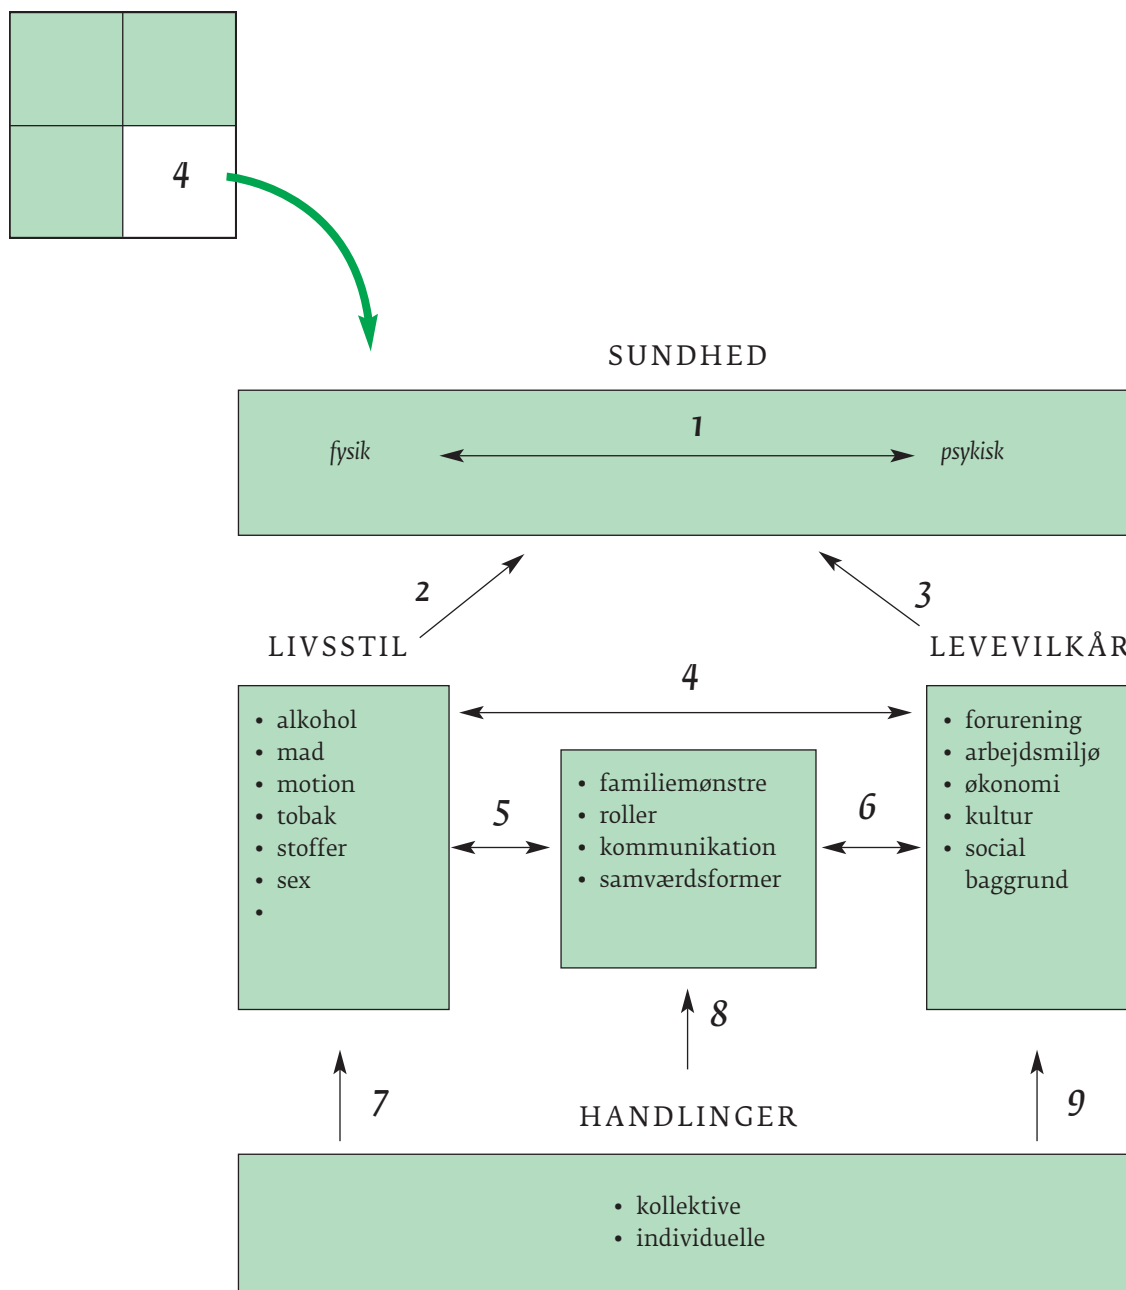 4
SUNDHED
1
fysik
psykisk
2
3
LIVSSTIL
LEVEVILKÅR
4
• alkohol
• mad
• motion
• tobak
• stoffer
• sex
•
5
• familiemønstre
• roller
• kommunikation
• samværdsformer
6
• forurening
• arbejdsmiljø
• økonomi
• kultur
• social
baggrund
7
8
9
HANDLINGER
• kollektive
• individuelle